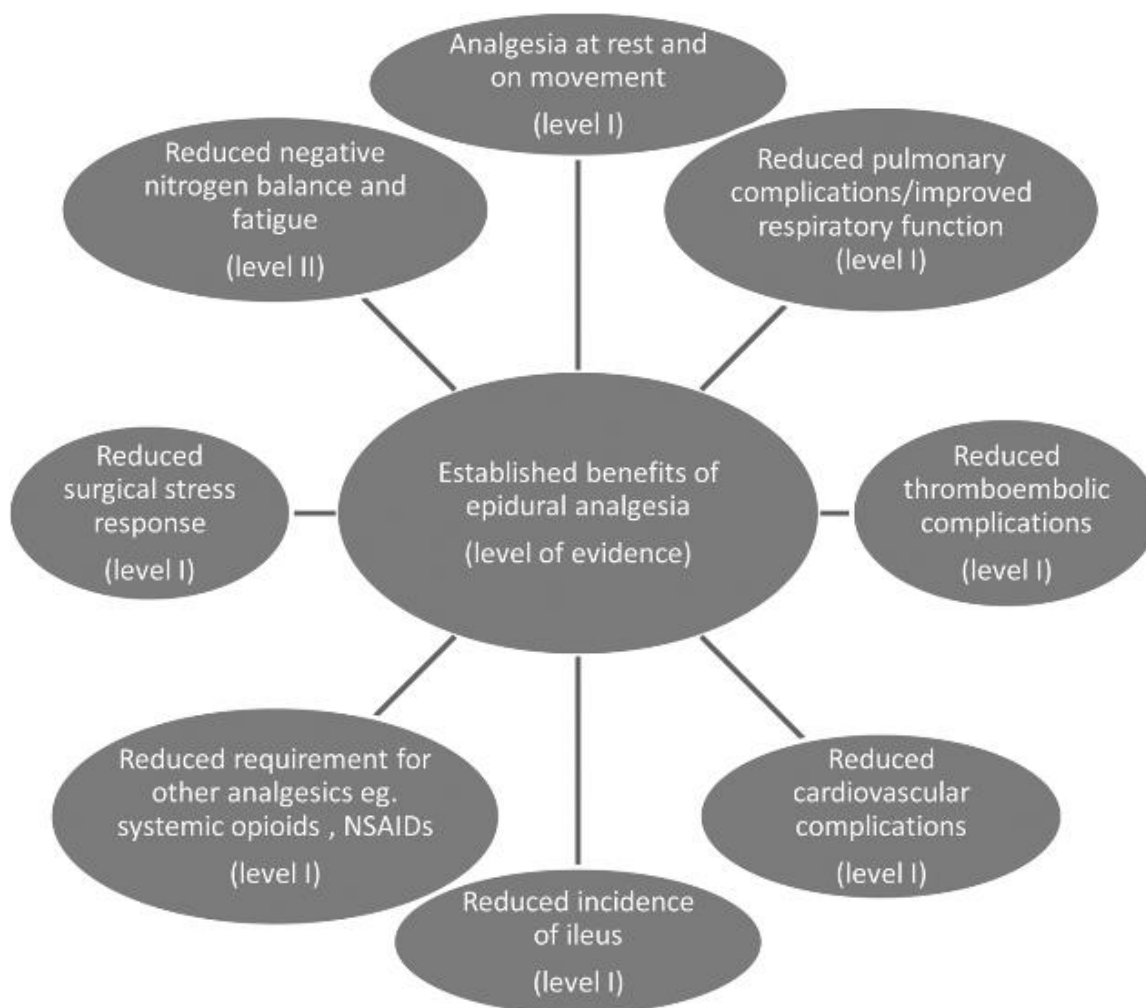 Analgesia at rest and
on movement
(level I)
Reduced negative
nitrogen balance and
fatigue
(level II)
Reduced pulmonary
complications/improved
respiratory function
(level I)
Reduced
surgical stress
response
(level I)
Established benefits of
epidural analgesia
(level of evidence)
Reduced
thromboembolic
complications
(level I)
Reduced requirement for
other analgesics eg.
systemic opioids , NSAIDs
(level I)
Reduced
cardiovascular
complications
(level I)
Reduced incidence
of ileus
(level I)